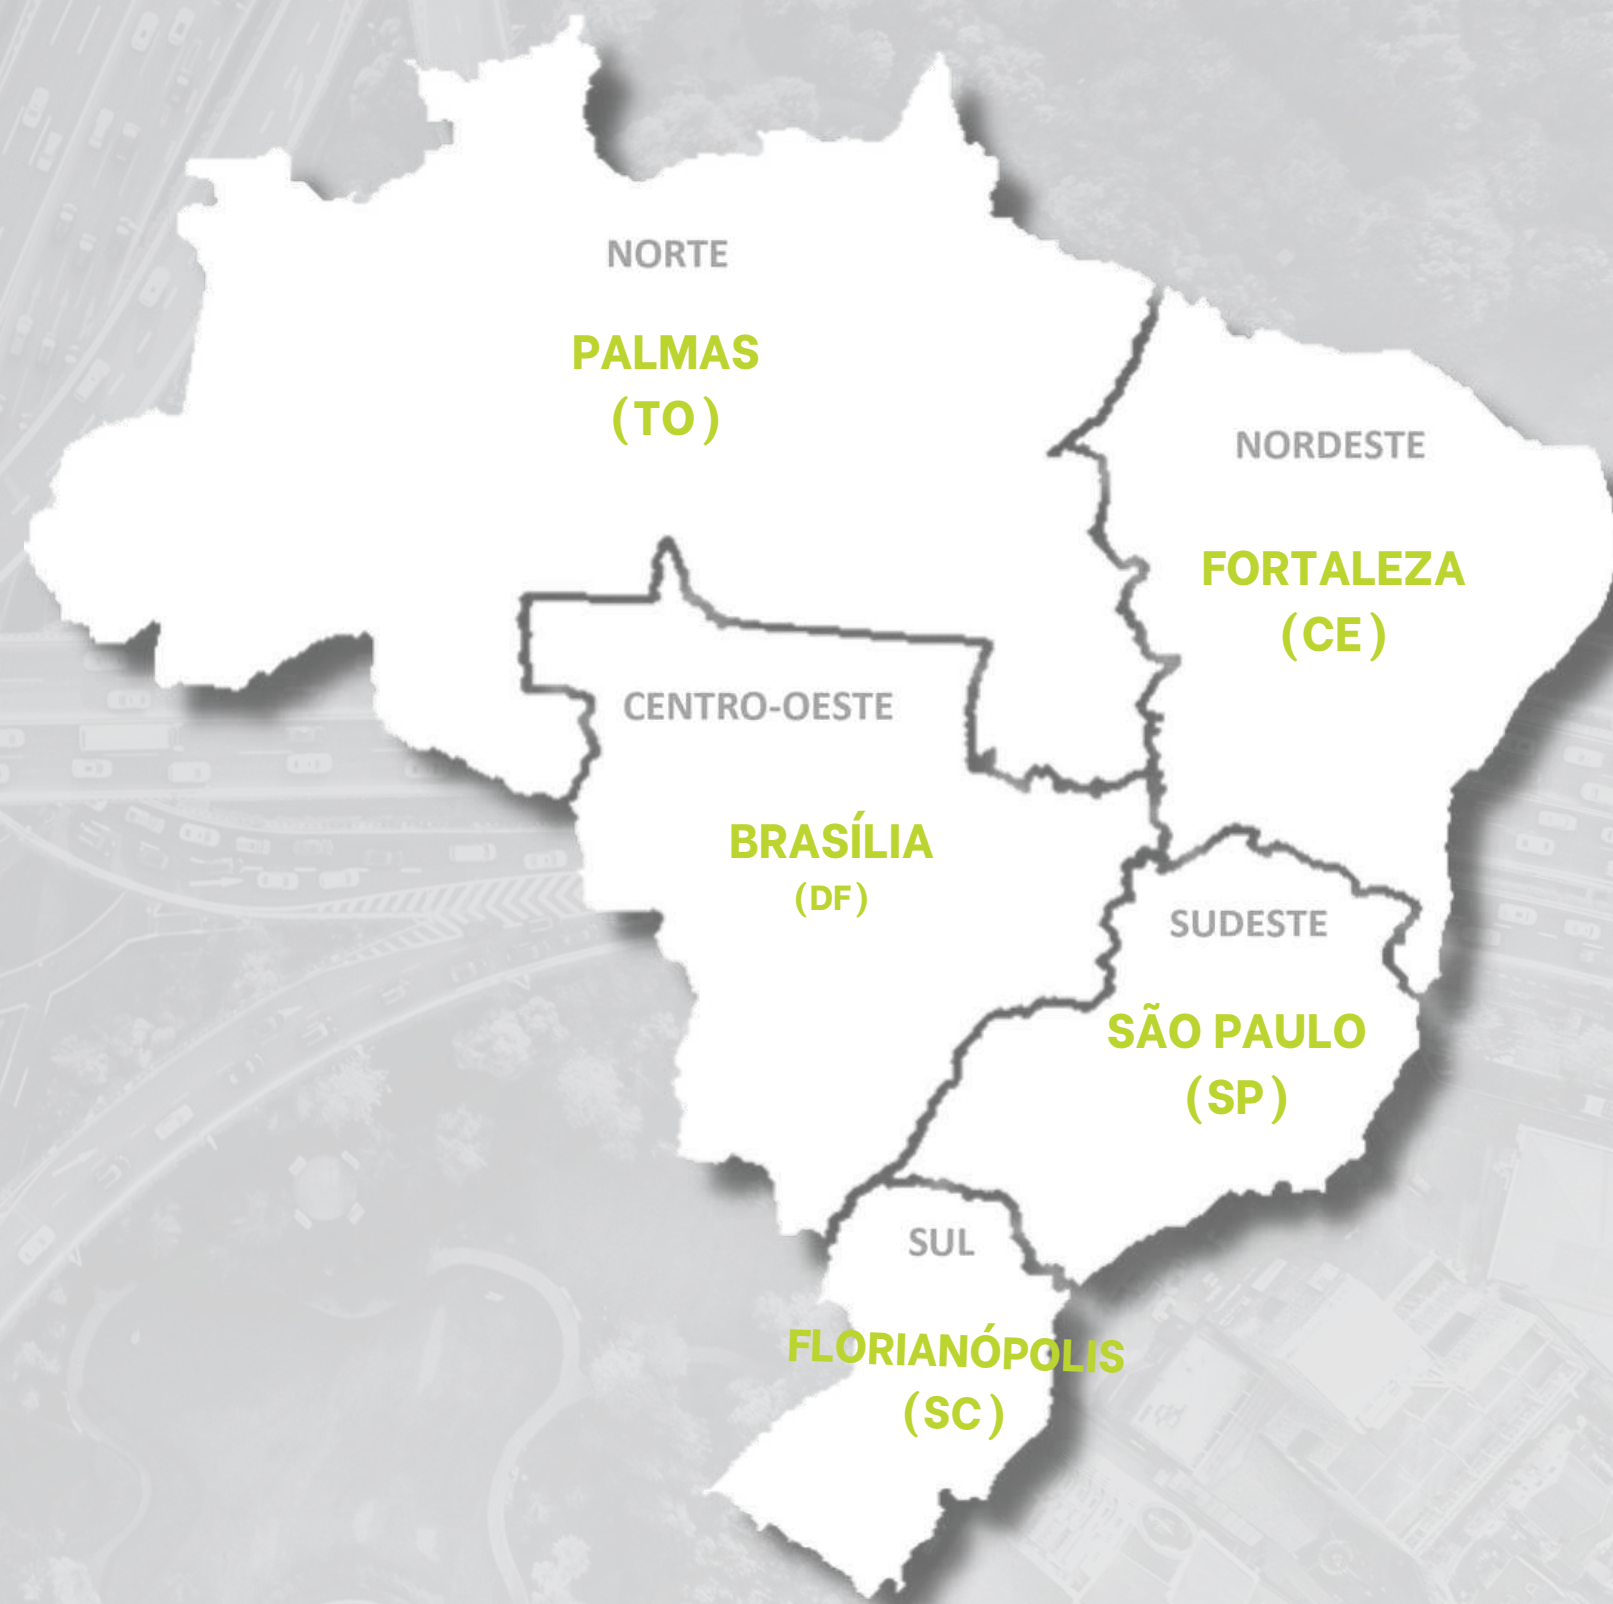 NORTE
PALMAS
(TO)
NORDESTE
FORTALEZA
(CE)
CENTRO-OESTE
BRASÍLIA
(DF)
SUDESTE
SÃO PAULO
(SP)
SUL
FLORIANÓPOLIS
(SC)